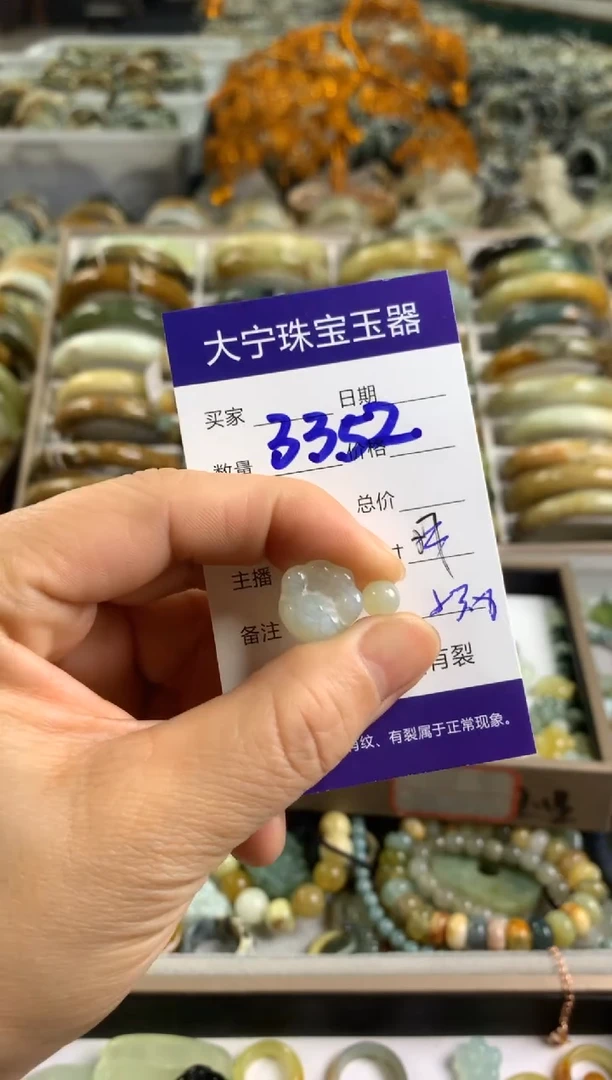 大宁珠宝玉器
买家 日期
3352
数量 价格
总价
主播
备注
有裂
纹、有裂属于正常现象。